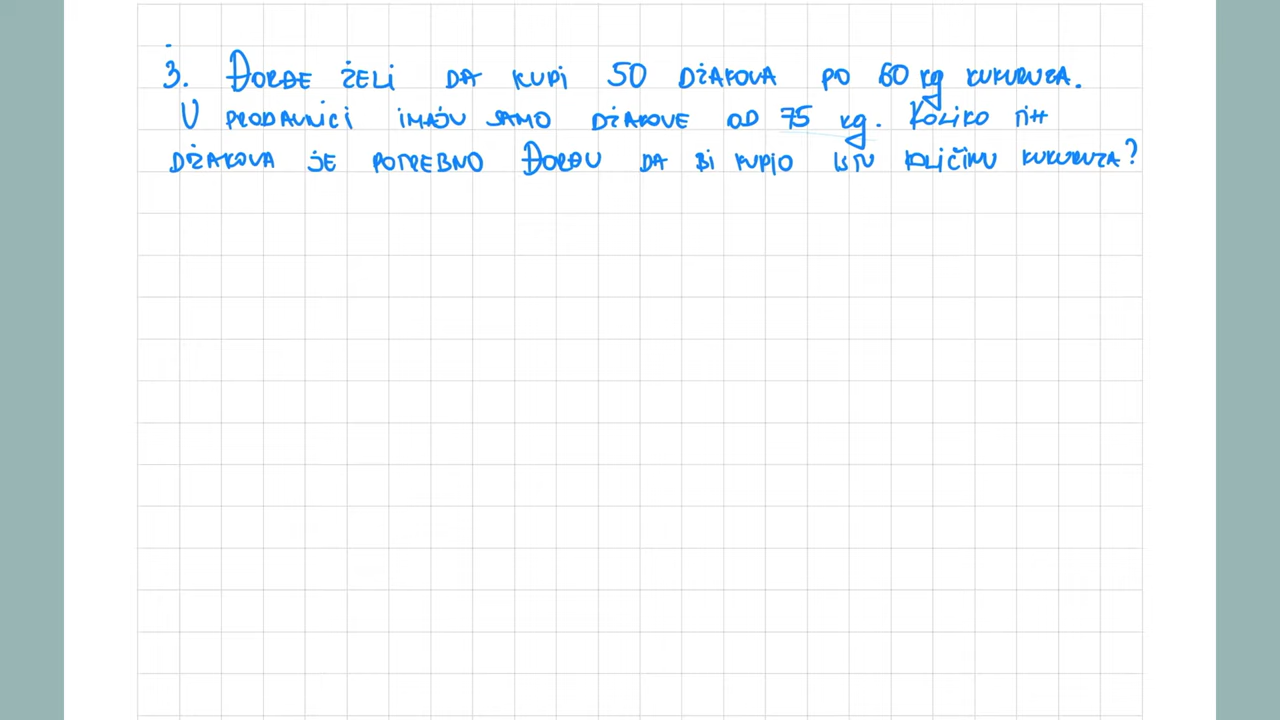 3. ĐORĐE ŽELI DA KUPI 50 DŽAKOVA PO 60 kg KUKURUZA.
U PRODAVNICI IMAJU SAMO DŽAKOVE OD 75 kg. KOLIKO TIH
DŽAKOVA JE POTREBNO ĐORĐU DA BI KUPIO ISTU KOLIČINU KUKURUZA?